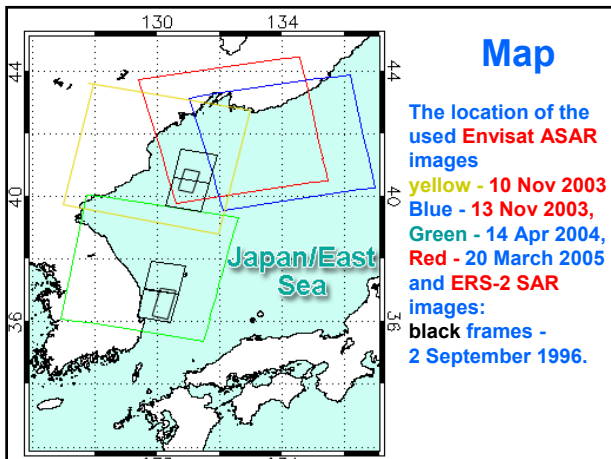 130 134
44 44
40 40
36 36
Japan/East
Sea
Map
The location of the
used Envisat ASAR
images
yellow - 10 Nov 2003
Blue - 13 Nov 2003,
Green - 14 Apr 2004,
Red - 20 March 2005
and ERS-2 SAR
images:
black frames -
2 September 1996.